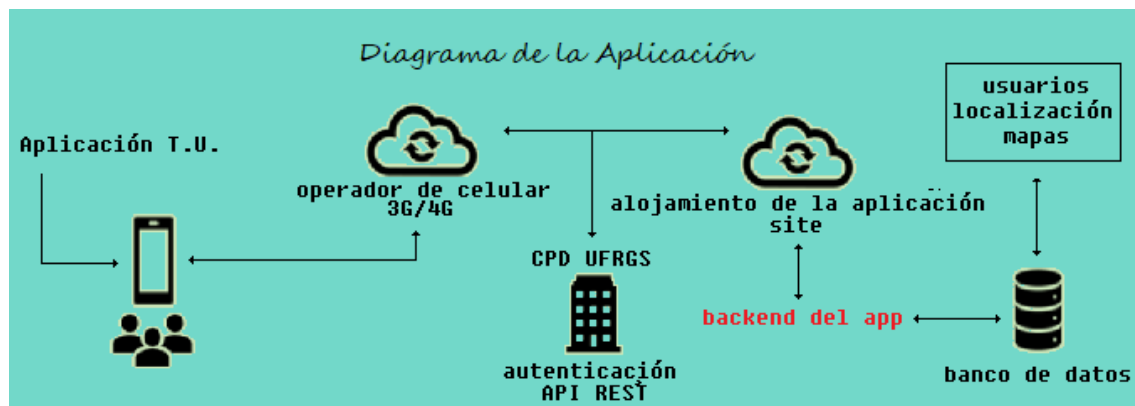 Diagrama de la Aplicación
Aplicación T.U.
operador de celular
3G/4G
CPD UFRGS
autenticación
API REST
alojamiento de la aplicación
site
backend del app
usuarios
localización
mapas
banco de datos